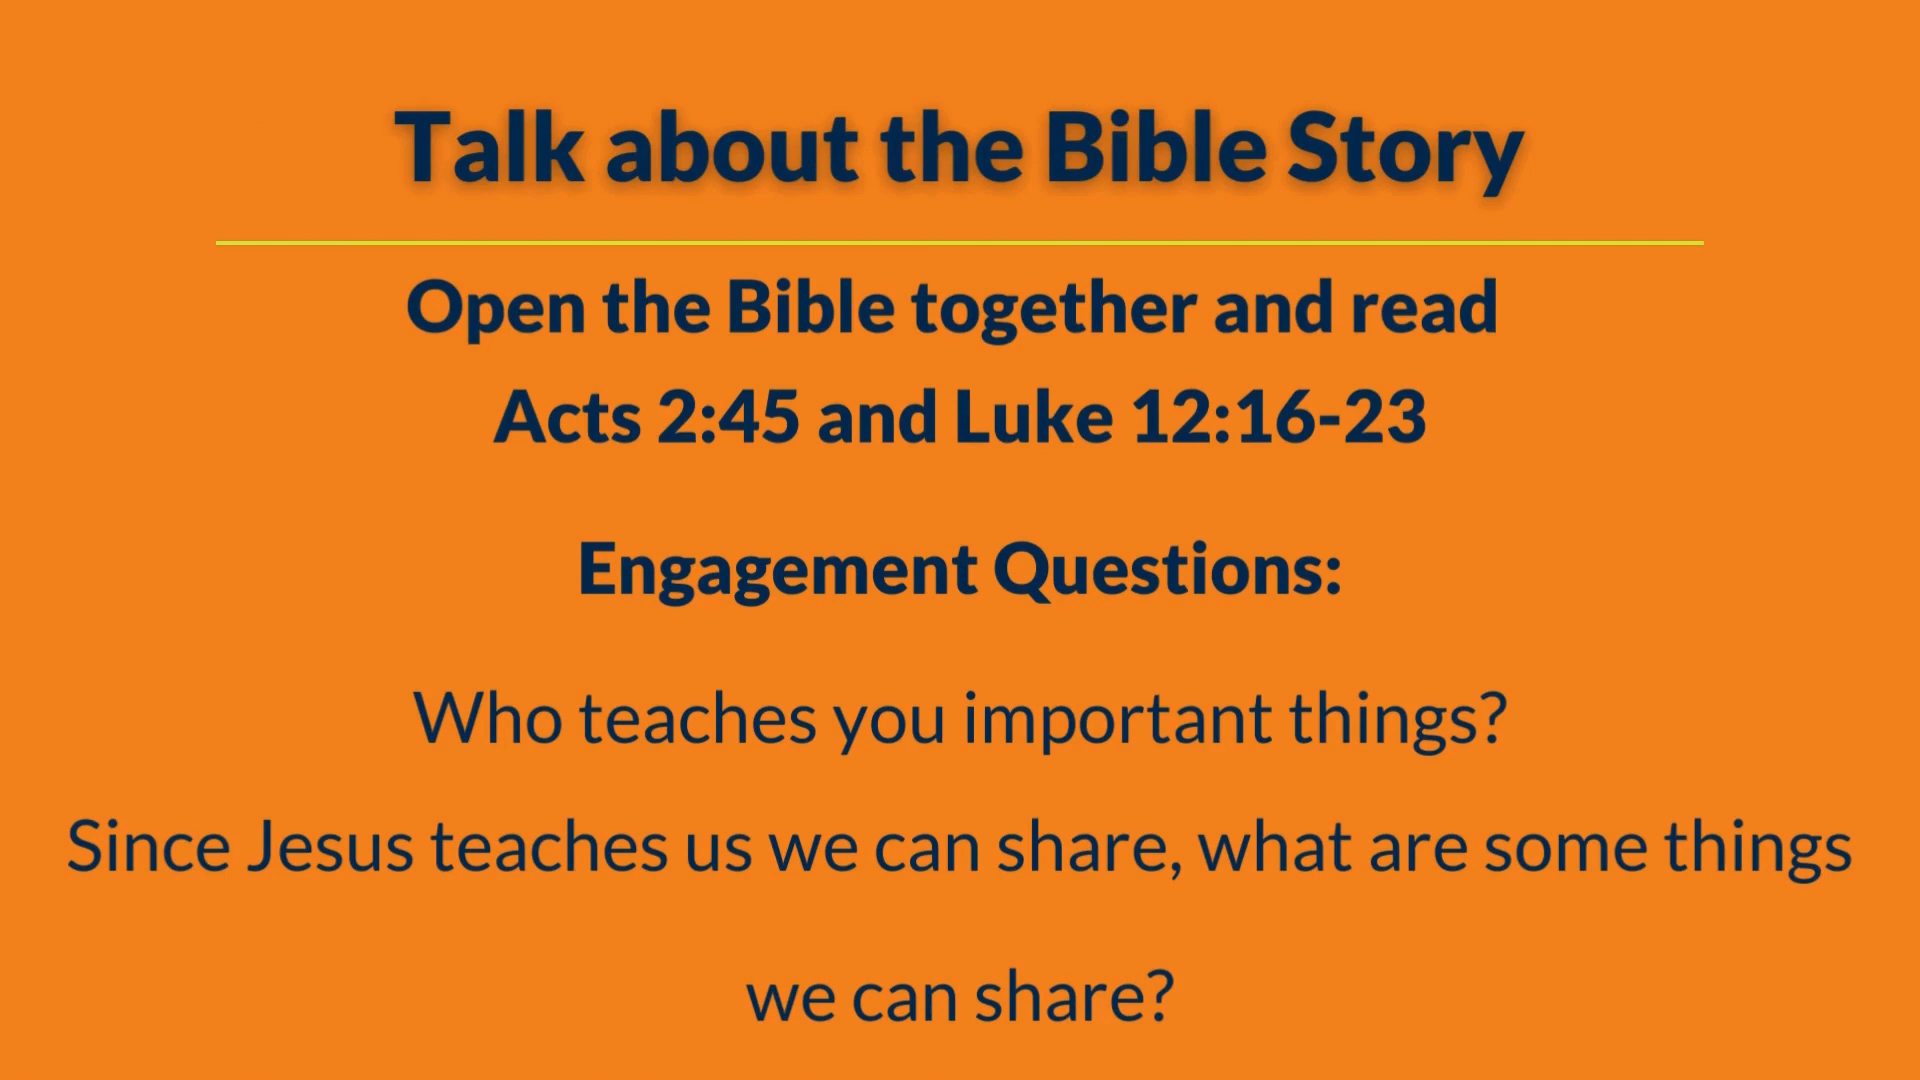 Talk about the Bible Story
Open the Bible together and read
Acts 2:45 and Luke 12:16-23
Engagement Questions:
Who teaches you important things?
Since Jesus teaches us we can share, what are some things
we can share?